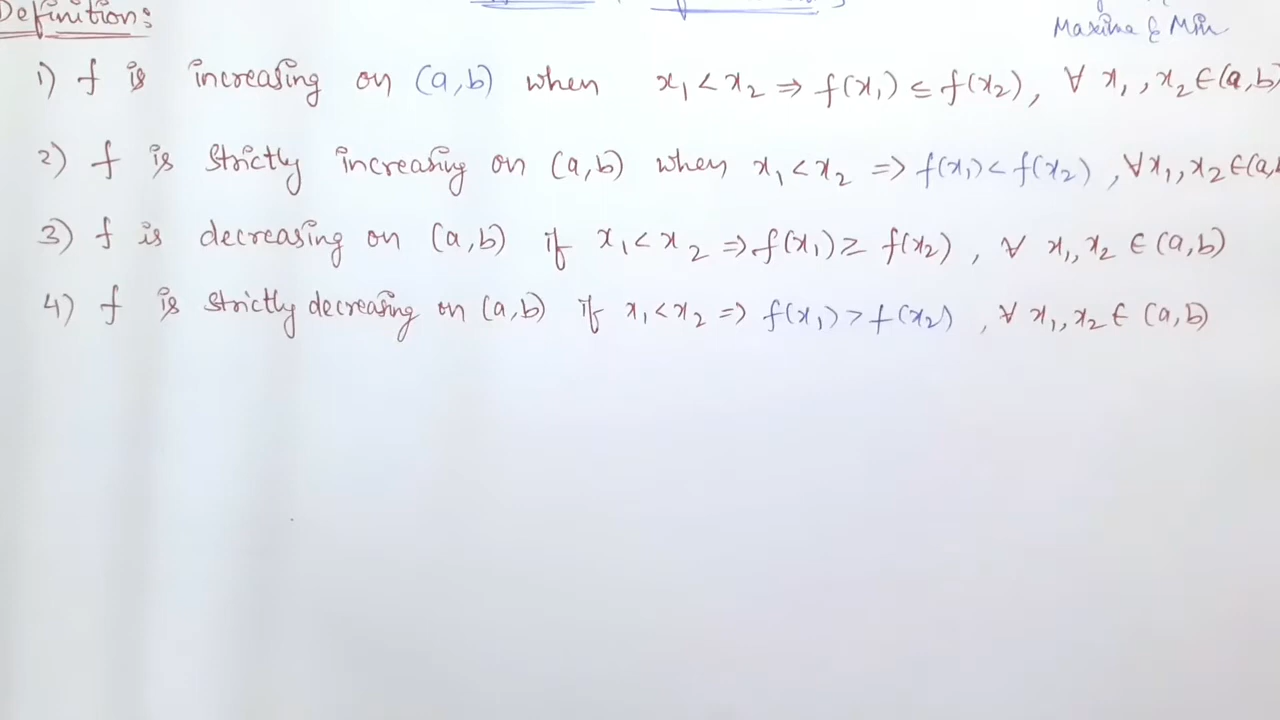 Definition:
Maxima & Min
1) f is increasing on (a,b) when x₁ < x₂ ⇒ f(x₁) ≤ f(x₂), ∀ x₁, x₂ ∈ (a,b)
2) f is strictly increasing on (a,b) when x₁ < x₂ ⇒ f(x₁) < f(x₂), ∀ x₁, x₂ ∈ (a,
3) f is decreasing on (a,b) if x₁ < x₂ ⇒ f(x₁) ≥ f(x₂), ∀ x₁, x₂ ∈ (a,b)
4) f is strictly decreasing on (a,b) if x₁ < x₂ ⇒ f(x₁) > f(x₂), ∀ x₁, x₂ ∈ (a,b)